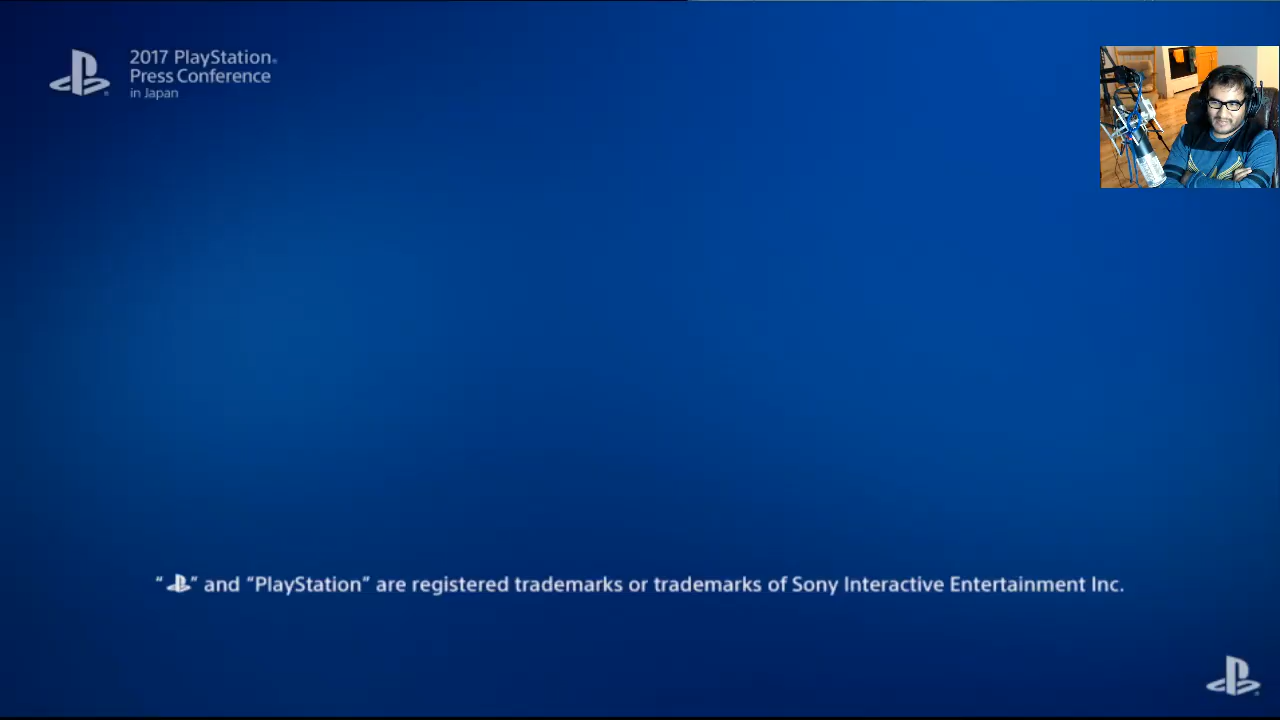 2017 PlayStation®
Press Conference
in Japan
“ ” and “PlayStation” are registered trademarks or trademarks of Sony Interactive Entertainment Inc.